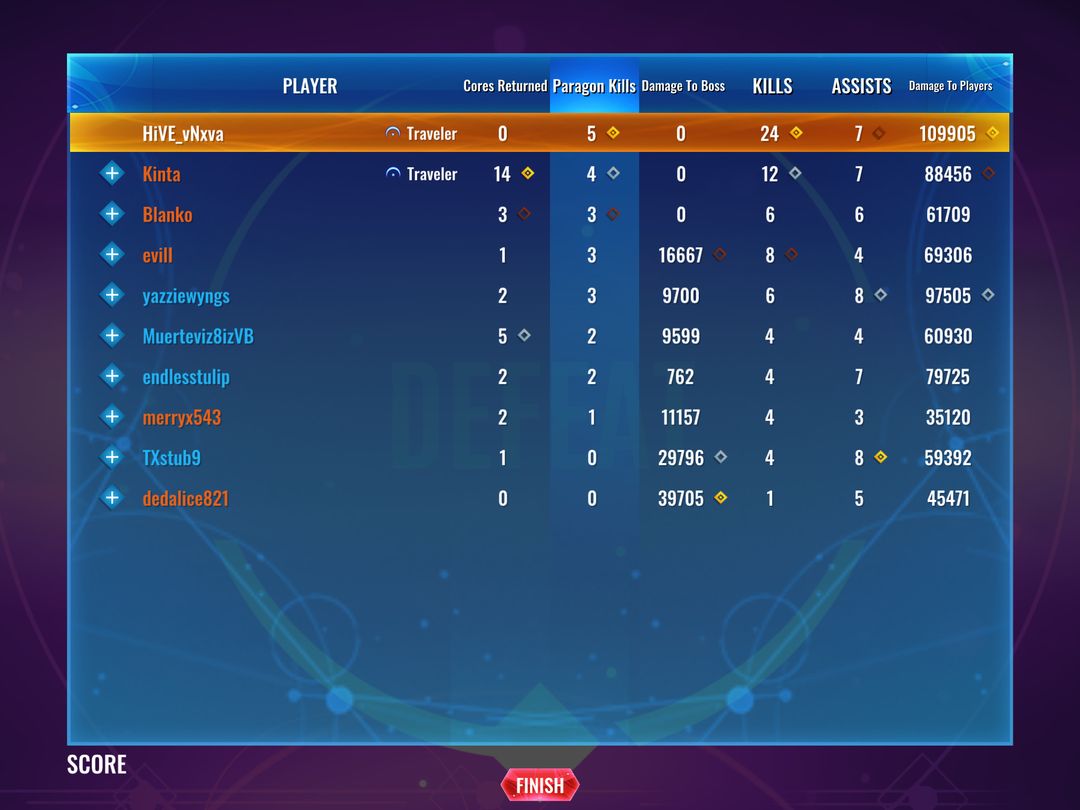 PLAYER Cores Returned Paragon Kills Damage To Boss KILLS ASSISTS Damage To Players
HiVE_vNxva Traveler 0 5 0 24 7 109905
Kinta Traveler 14 4 0 12 7 88456
Blanko 3 3 0 6 6 61709
evill 1 3 16667 8 4 69306
yazziewyngs 2 3 9700 6 8 97505
Muerteviz8izVB 5 2 9599 4 4 60930
endlesstulip 2 2 762 4 7 79725
merryx543 2 1 11157 4 3 35120
TXstub9 1 0 29796 4 8 59392
dedalice821 0 0 39705 1 5 45471
DEFEAT
SCORE
FINISH